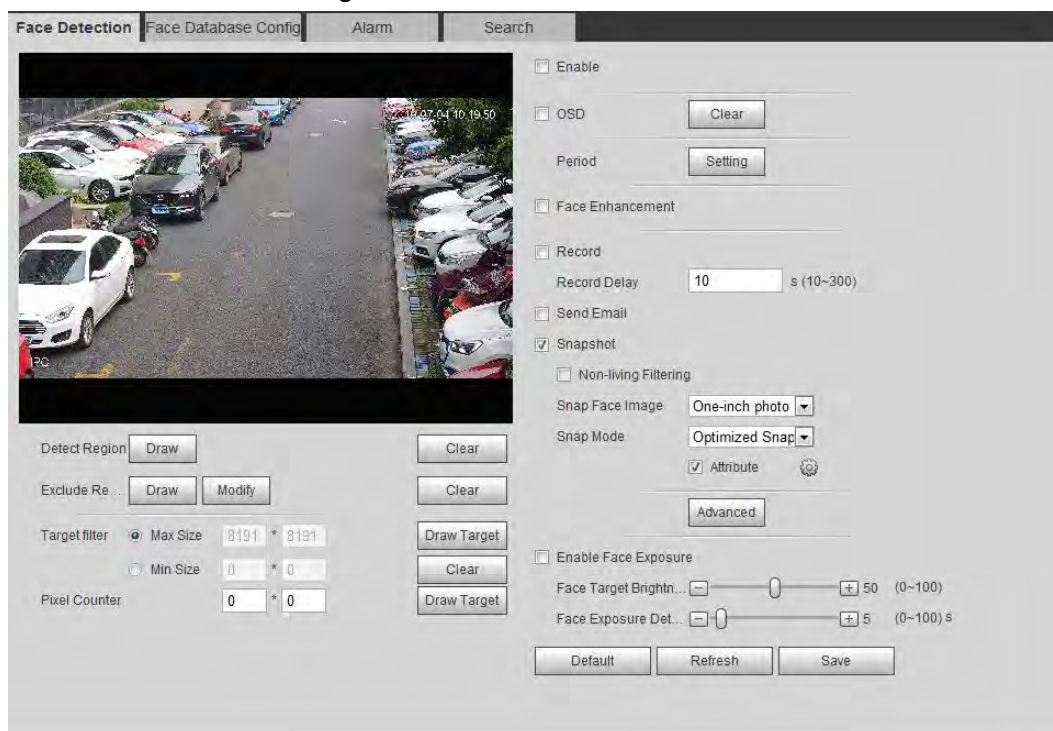 Face Detection Face Database Config Alarm Search
Enable
OSD Clear
Period Setting
Face Enhancement
Record
Record Delay 10 s (10~300)
Send Email
Snapshot
Non-living Filtering
Snap Face Image One-inch photo
Snap Mode Optimized Snap
Attribute
Advanced
Enable Face Exposure
Face Target Brightn... 50 (0~100)
Face Exposure Det... 5 (0~100) s
Default Refresh Save
07-04 10:19:50
IPC
Detect Region Draw Clear
Exclude Re... Draw Modify Clear
Target filter Max Size 8191 * 8191 Draw Target
Min Size 0 * 0 Clear
Pixel Counter 0 * 0 Draw Target